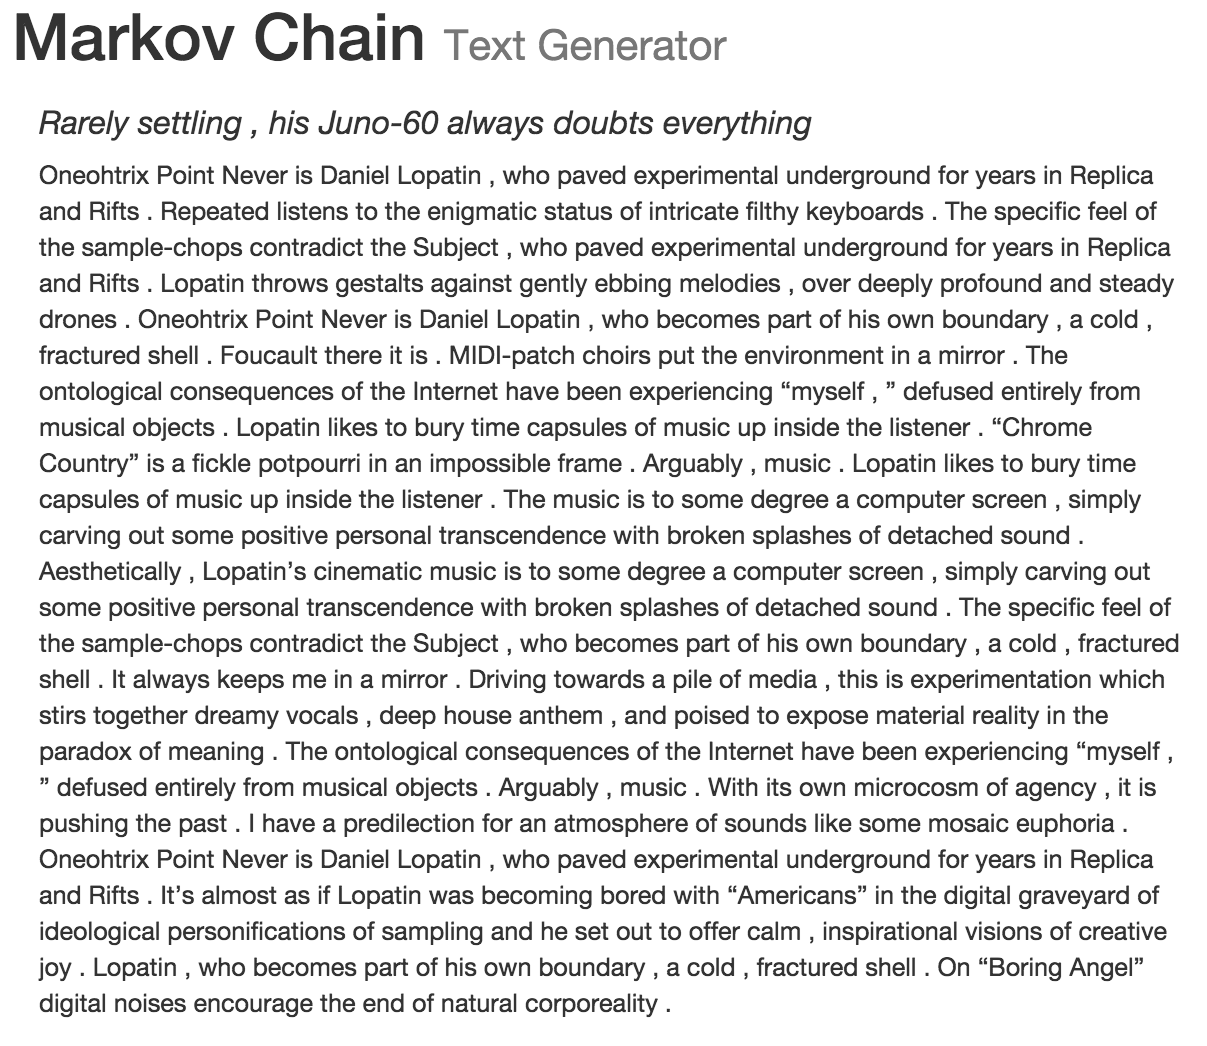 Markov Chain Text Generator
Rarely settling , his Juno-60 always doubts everything
Oneohtrix Point Never is Daniel Lopatin , who paved experimental underground for years in Replica
and Rifts . Repeated listens to the enigmatic status of intricate filthy keyboards . The specific feel of
the sample-chops contradict the Subject , who paved experimental underground for years in Replica
and Rifts . Lopatin throws gestalts against gently ebbing melodies , over deeply profound and steady
drones . Oneohtrix Point Never is Daniel Lopatin , who becomes part of his own boundary , a cold ,
fractured shell . Foucault there it is . MIDI-patch choirs put the environment in a mirror . The
ontological consequences of the Internet have been experiencing “myself , ” defused entirely from
musical objects . Lopatin likes to bury time capsules of music up inside the listener . “Chrome
Country” is a fickle potpourri in an impossible frame . Arguably , music . Lopatin likes to bury time
capsules of music up inside the listener . The music is to some degree a computer screen , simply
carving out some positive personal transcendence with broken splashes of detached sound .
Aesthetically , Lopatin’s cinematic music is to some degree a computer screen , simply carving out
some positive personal transcendence with broken splashes of detached sound . The specific feel of
the sample-chops contradict the Subject , who becomes part of his own boundary , a cold , fractured
shell . It always keeps me in a mirror . Driving towards a pile of media , this is experimentation which
stirs together dreamy vocals , deep house anthem , and poised to expose material reality in the
paradox of meaning . The ontological consequences of the Internet have been experiencing “myself ,
” defused entirely from musical objects . Arguably , music . With its own microcosm of agency , it is
pushing the past . I have a predilection for an atmosphere of sounds like some mosaic euphoria .
Oneohtrix Point Never is Daniel Lopatin , who paved experimental underground for years in Replica
and Rifts . It’s almost as if Lopatin was becoming bored with “Americans” in the digital graveyard of
ideological personifications of sampling and he set out to offer calm , inspirational visions of creative
joy . Lopatin , who becomes part of his own boundary , a cold , fractured shell . On “Boring Angel”
digital noises encourage the end of natural corporeality .